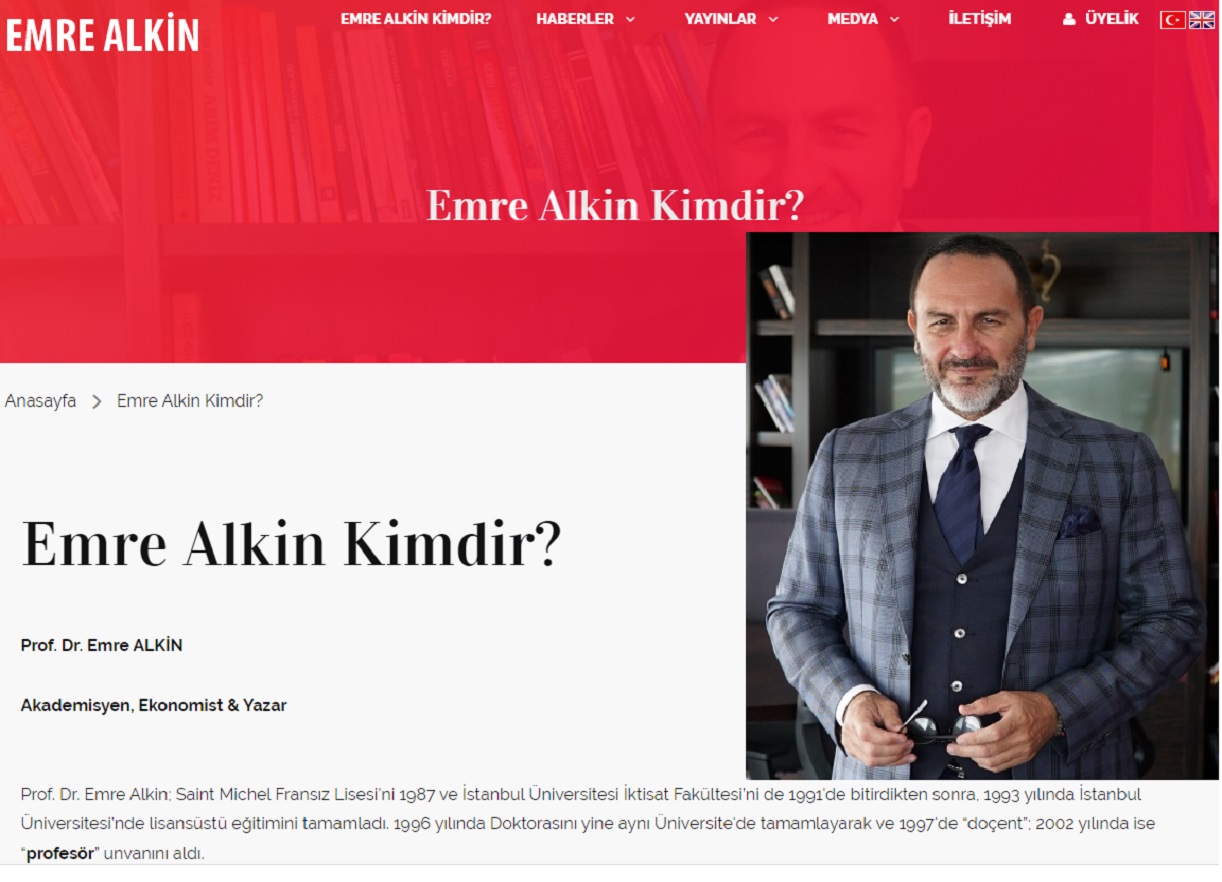 EMRE ALKİN
EMRE ALKİN KİMDİR? HABERLER YAYINLAR MEDYA İLETİŞİM ÜYELİK
Emre Alkin Kimdir?
Anasayfa > Emre Alkin Kimdir?
Emre Alkin Kimdir?
Prof. Dr. Emre ALKİN
Akademisyen, Ekonomist & Yazar
Prof. Dr. Emre Alkin; Saint Michel Fransız Lisesi'ni 1987 ve İstanbul Üniversitesi İktisat Fakültesi'ni de 1991'de bitirdikten sonra, 1993 yılında İstanbul
Üniversitesi'nde lisansüstü eğitimini tamamladı. 1996 yılında Doktorasını yine aynı Üniversite'de tamamlayarak ve 1997'de “doçent”; 2002 yılında ise
“profesör” unvanını aldı.